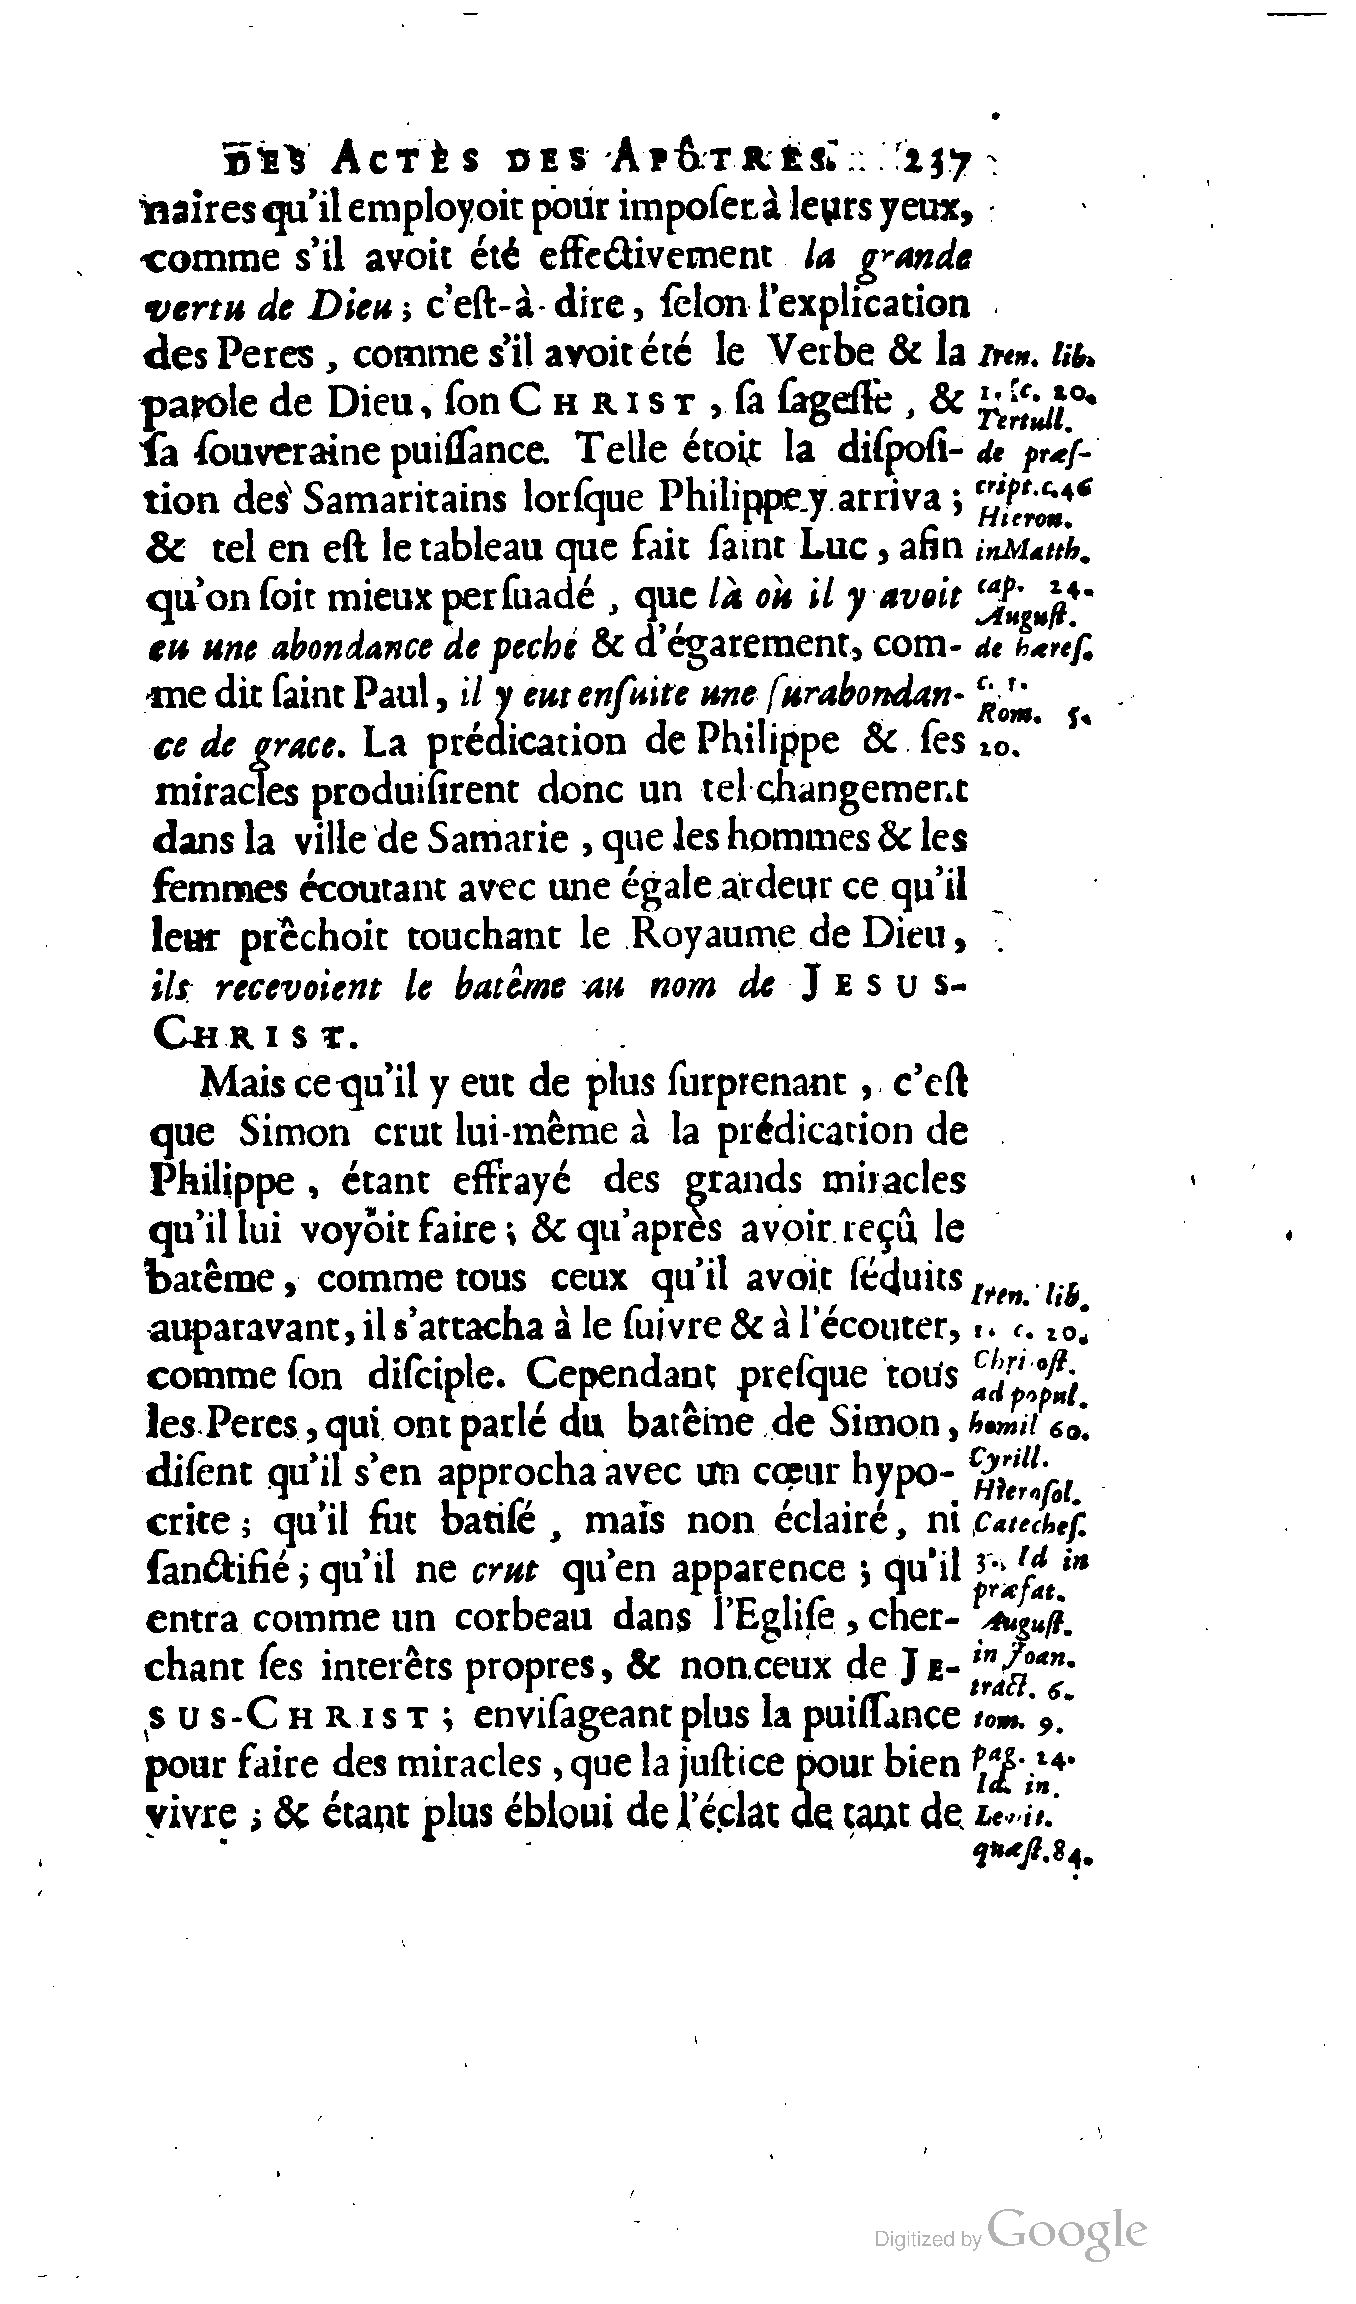 DES ACTES DES APÔTRES. 237
naires qu'il employoit pour imposer à leurs yeux,
comme s'il avoit été effectivement la grande
vertu de Dieu ; c'eſt-à-dire, ſelon l'explication
des Peres, comme s'il avoit été le Verbe & la
parole de Dieu, ſon CHRIST, ſa ſageſſe, &
ſa ſouveraine puiſſance. Telle étoit la diſpoſi-
tion des Samaritains lorſque Philippe y arriva ;
& tel en eſt le tableau que fait ſaint Luc, afin
qu'on ſoit mieux perſuadé, que là où il y avoit
eu une abondance de peché & d'égarement, com-
me dit ſaint Paul, il y eut enſuite une ſurabondan-
ce de grace. La prédication de Philippe & ſes
miracles produiſirent donc un tel changement
dans la ville de Samarie, que les hommes & les
femmes écoutant avec une égale ardeur ce qu'il
leur prêchoit touchant le Royaume de Dieu,
ils recevoient le batême au nom de JESUS-
CHRIST.
Mais ce qu'il y eut de plus ſurprenant, c'eſt
que Simon crut lui-même à la prédication de
Philippe, étant effrayé des grands miracles
qu'il lui voyoit faire ; & qu'après avoir reçû le
batême, comme tous ceux qu'il avoit ſéduits
auparavant, il s'attacha à le ſuivre & à l'écouter,
comme ſon diſciple. Cependant preſque tous
les Peres, qui ont parlé du batême de Simon,
diſent qu'il s'en approcha avec un cœur hypo-
crite ; qu'il fut batiſé, mais non éclairé, ni
ſanctifié ; qu'il ne crut qu'en apparence ; qu'il
entra comme un corbeau dans l'Egliſe, cher-
chant ſes interêts propres, & non ceux de JE-
SUS-CHRIST ; enviſageant plus la puiſſance
pour faire des miracles, que la juſtice pour bien
vivre ; & étant plus ébloui de l'éclat de tant de
Iren. lib.
1. c. 20.
Tertull.
de præſ-
cript. c. 46
Hieron.
in Matth.
cap. 24.
Auguſt.
de hæreſ.
c. 1.
Rom. 5.
20.
Iren. lib.
1. c. 20.
Chriſoſt.
ad popul.
homil 60.
Cyrill.
Hieroſol.
Catecheſ.
3. Id in
præfat.
Auguſt.
in Joan.
tract. 6.
tom. 9.
pag. 24.
Id. in.
Levit.
quæſt. 84.
Digitized by Google